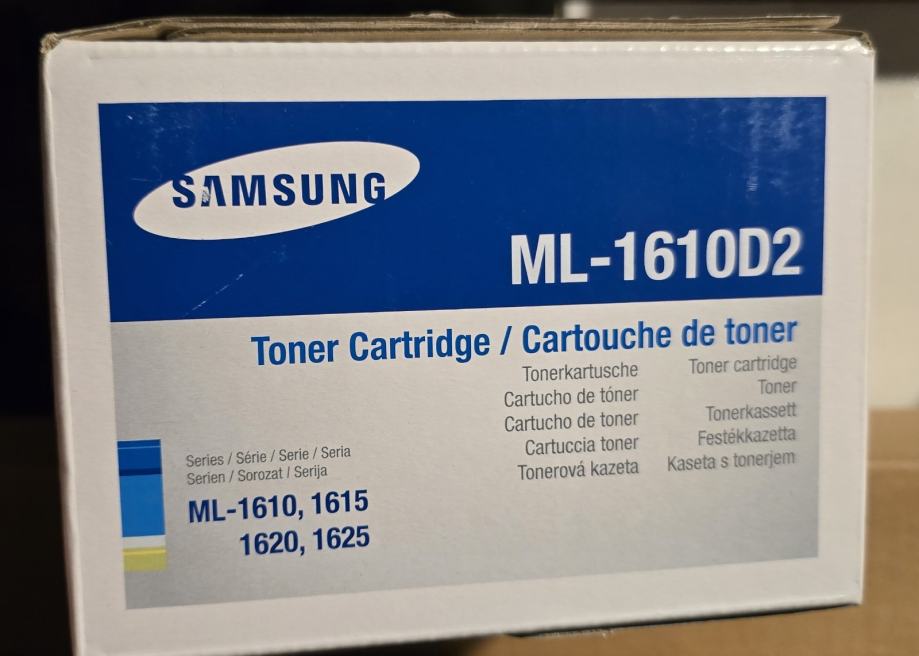 SAMSUNG
ML-1610D2
Toner Cartridge / Cartouche de toner
Tonerkartusche
Cartucho de tóner
Cartucho de toner
Cartuccia toner
Tonerová kazeta
Toner cartridge
Toner
Tonerkassett
Festékkazetta
Kaseta s tonerjem
Series / Série / Serie / Seria
Serien / Sorozat / Serija
ML-1610, 1615
1620, 1625